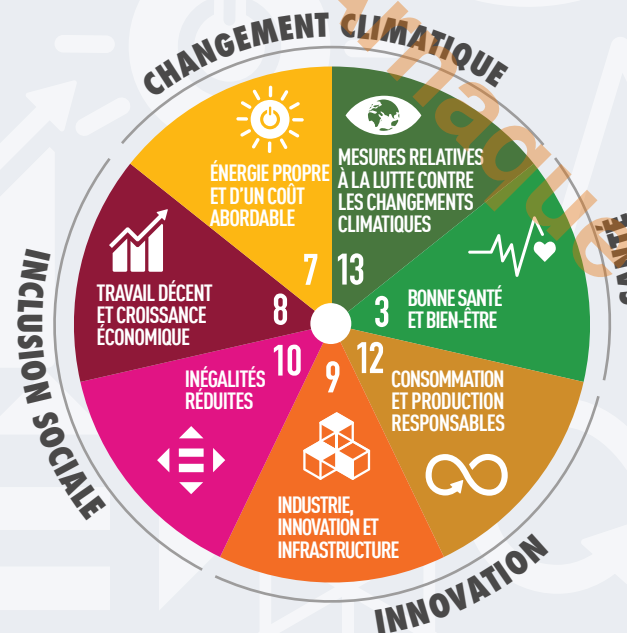 CHANGEMENT CLIMATIQUE
ÉNERGIE PROPRE
ET D'UN COÛT
ABORDABLE
7
MESURES RELATIVES
À LA LUTTE CONTRE
LES CHANGEMENTS
CLIMATIQUES
13
SANTÉ
BONNE SANTÉ
ET BIEN-ÊTRE
3
CONSOMMATION
ET PRODUCTION
RESPONSABLES
12
INNOVATION
INDUSTRIE,
INNOVATION ET
INFRASTRUCTURE
9
INÉGALITÉS
RÉDUITES
10
INCLUSION SOCIALE
TRAVAIL DÉCENT
ET CROISSANCE
ÉCONOMIQUE
8